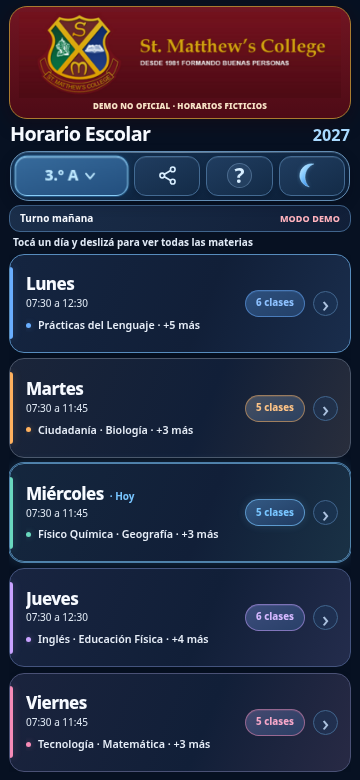 S
M
ST. MATTHEW'S COLLEGE
St. Matthew's College
DESDE 1981 FORMANDO BUENAS PERSONAS
DEMO NO OFICIAL · HORARIOS FICTICIOS
Horario Escolar
2027
3.º A
?
Turno mañana
MODO DEMO
Tocá un día y deslizá para ver todas las materias
Lunes
07:30 a 12:30
Prácticas del Lenguaje · +5 más
6 clases
Martes
07:30 a 11:45
Ciudadanía · Biología · +3 más
5 clases
Miércoles · Hoy
07:30 a 11:45
Físico Química · Geografía · +3 más
5 clases
Jueves
07:30 a 12:30
Inglés · Educación Física · +4 más
6 clases
Viernes
07:30 a 11:45
Tecnología · Matemática · +3 más
5 clases